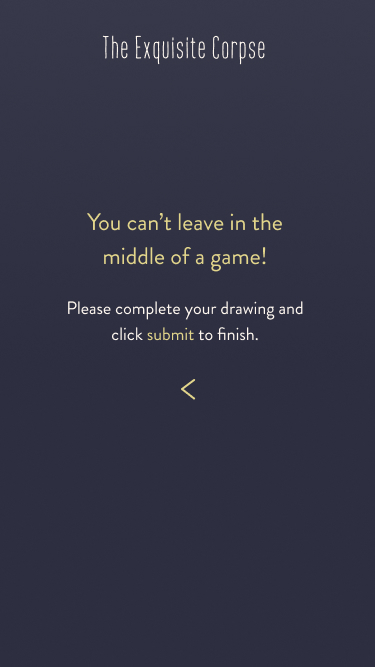 The Exquisite Corpse
You can't leave in the
middle of a game!
Please complete your drawing and
click submit to finish.